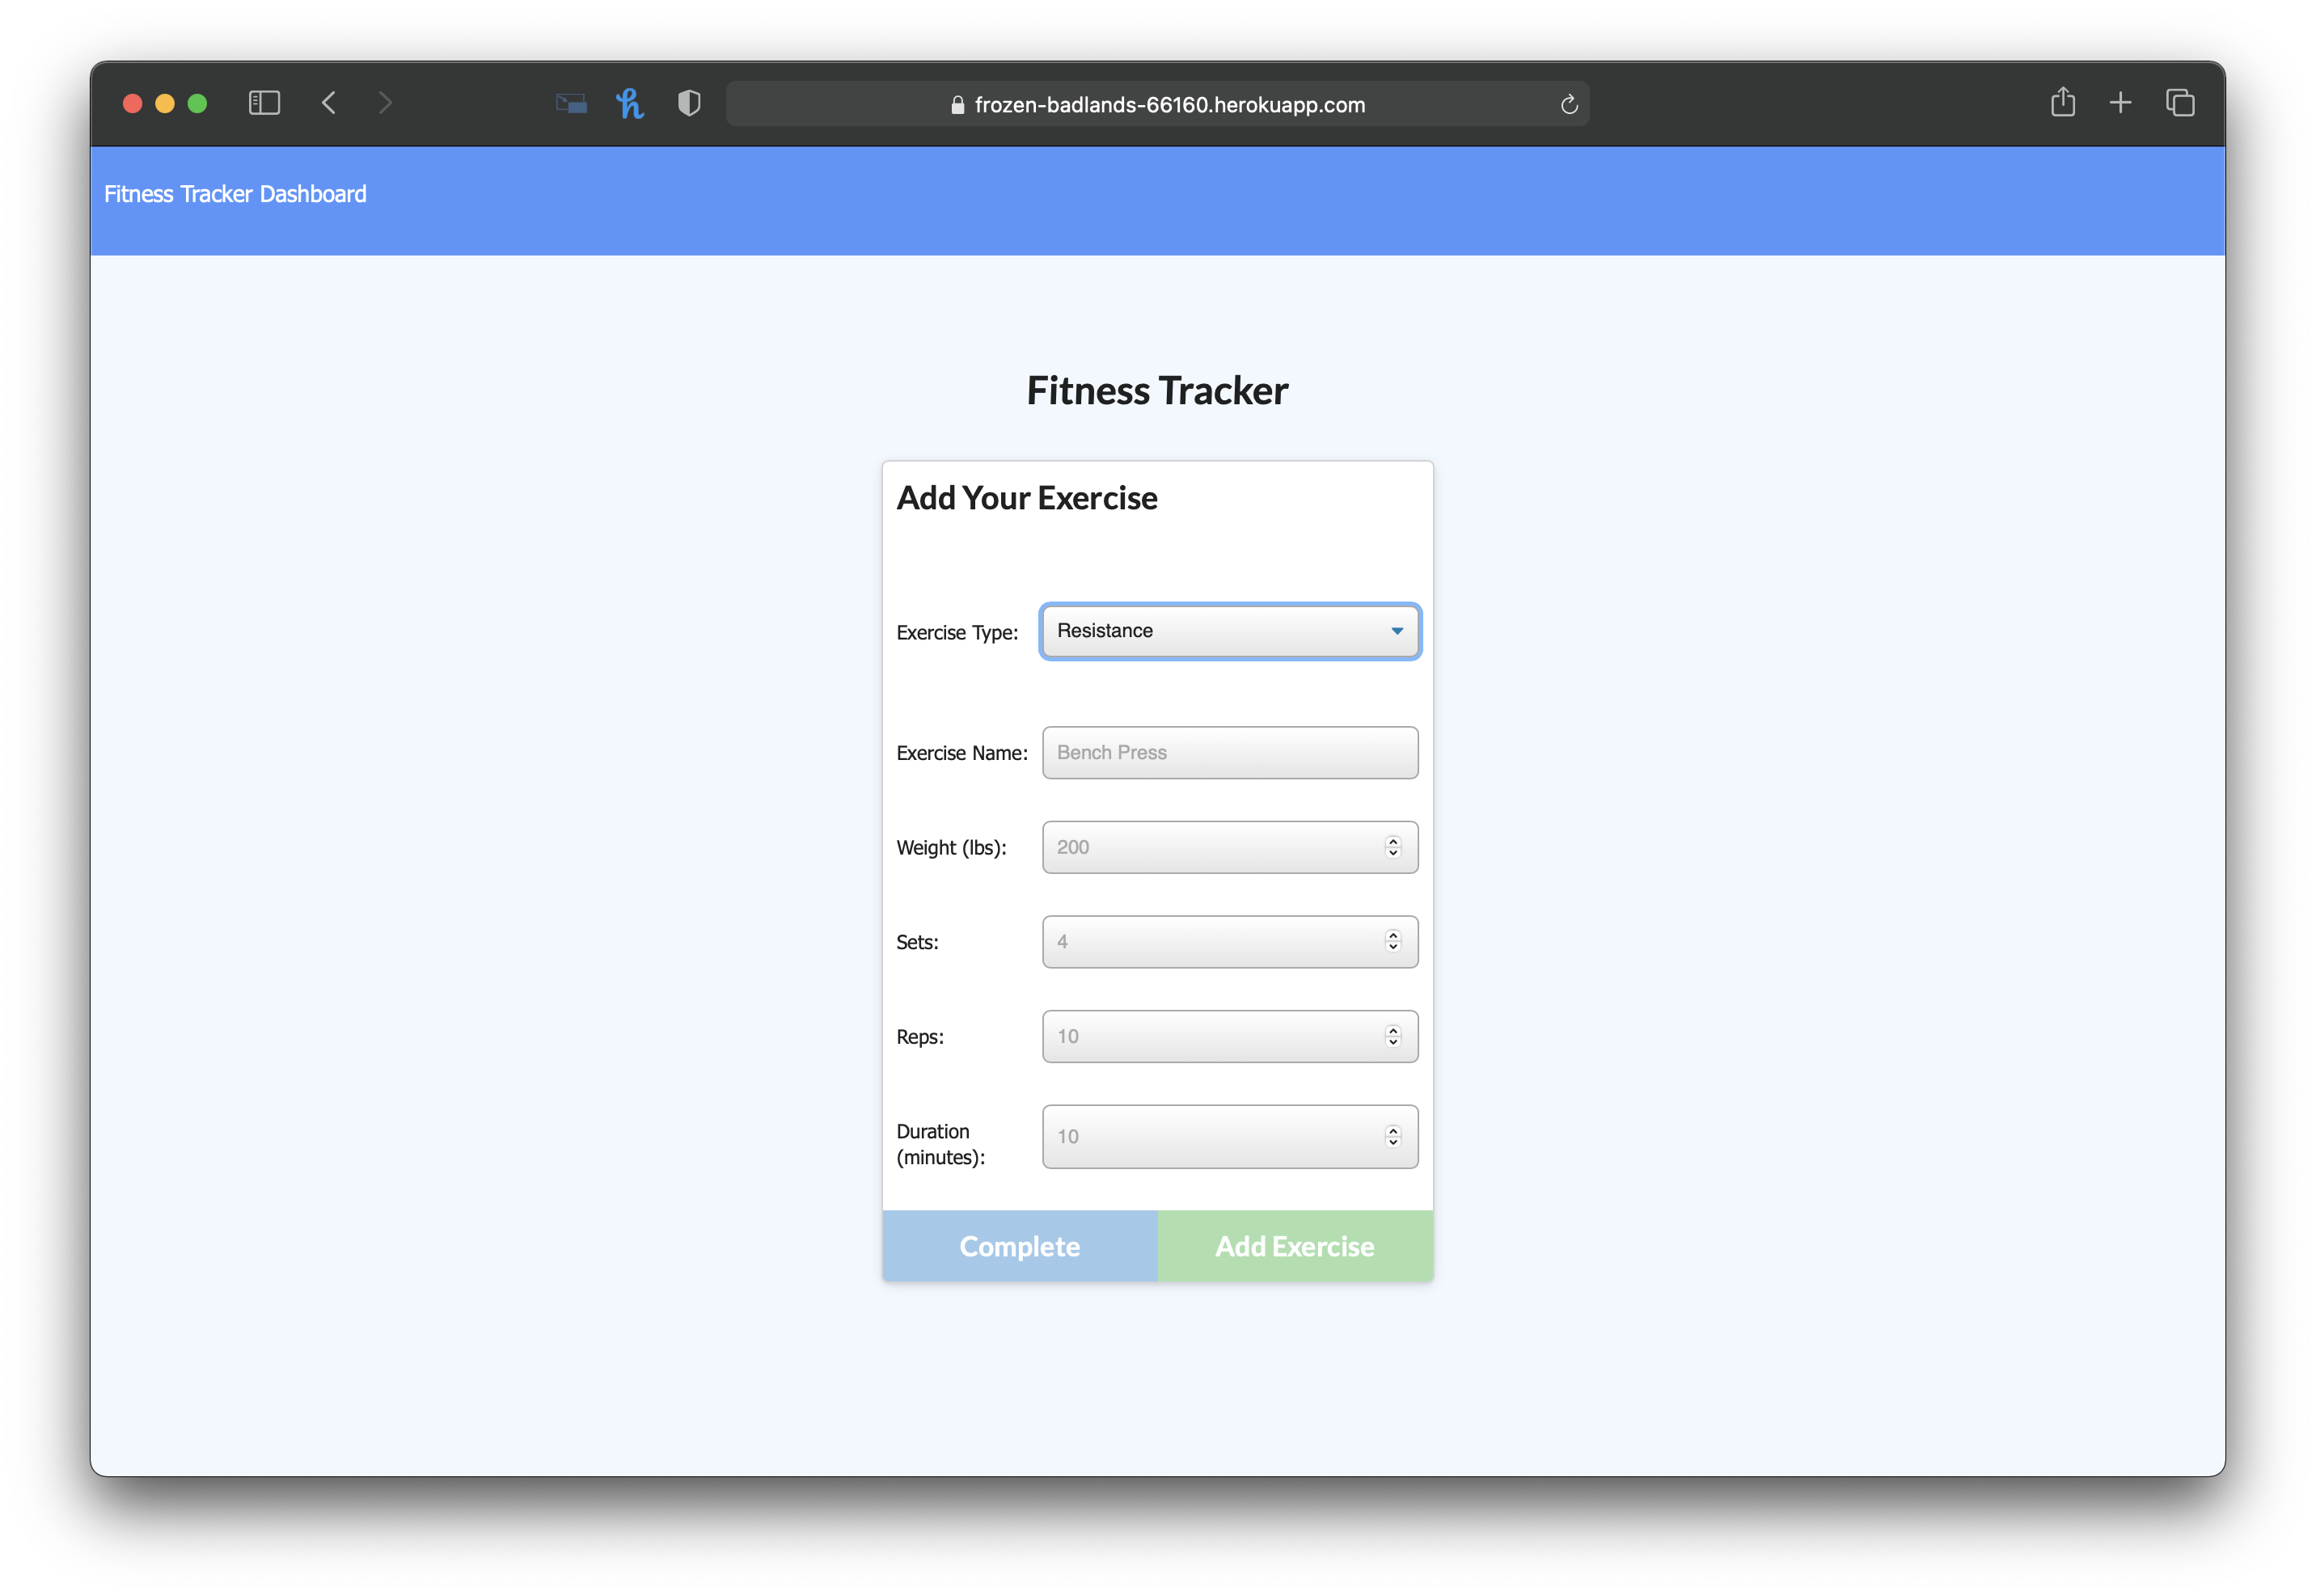 frozen-badlands-66160.herokuapp.com
Fitness Tracker Dashboard
Fitness Tracker
Add Your Exercise
Exercise Type: Resistance
Exercise Name: Bench Press
Weight (lbs): 200
Sets: 4
Reps: 10
Duration
(minutes): 10
Complete Add Exercise